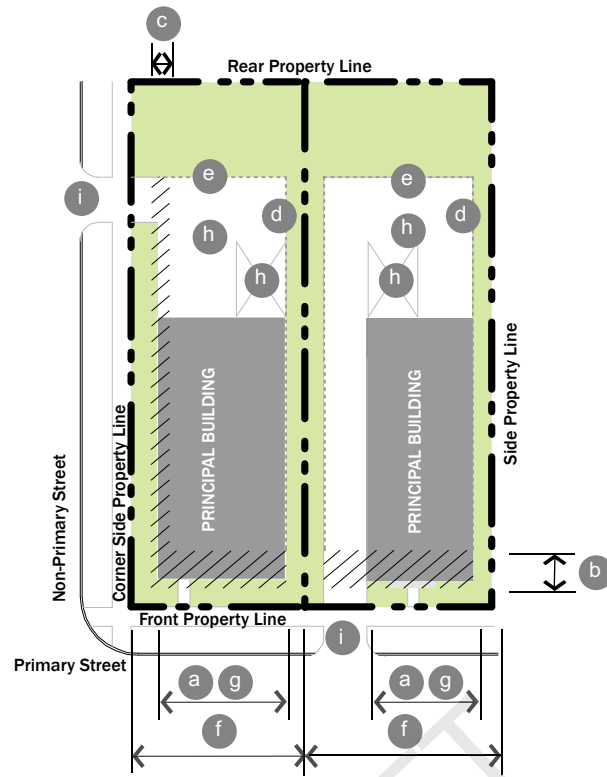 c
Rear Property Line
e
e
i
d
d
h
h
h
h
PRINCIPAL BUILDING
PRINCIPAL BUILDING
Side Property Line
Non-Primary Street
Corner Side Property Line
b
Front Property Line
i
Primary Street
a g
a g
f
f